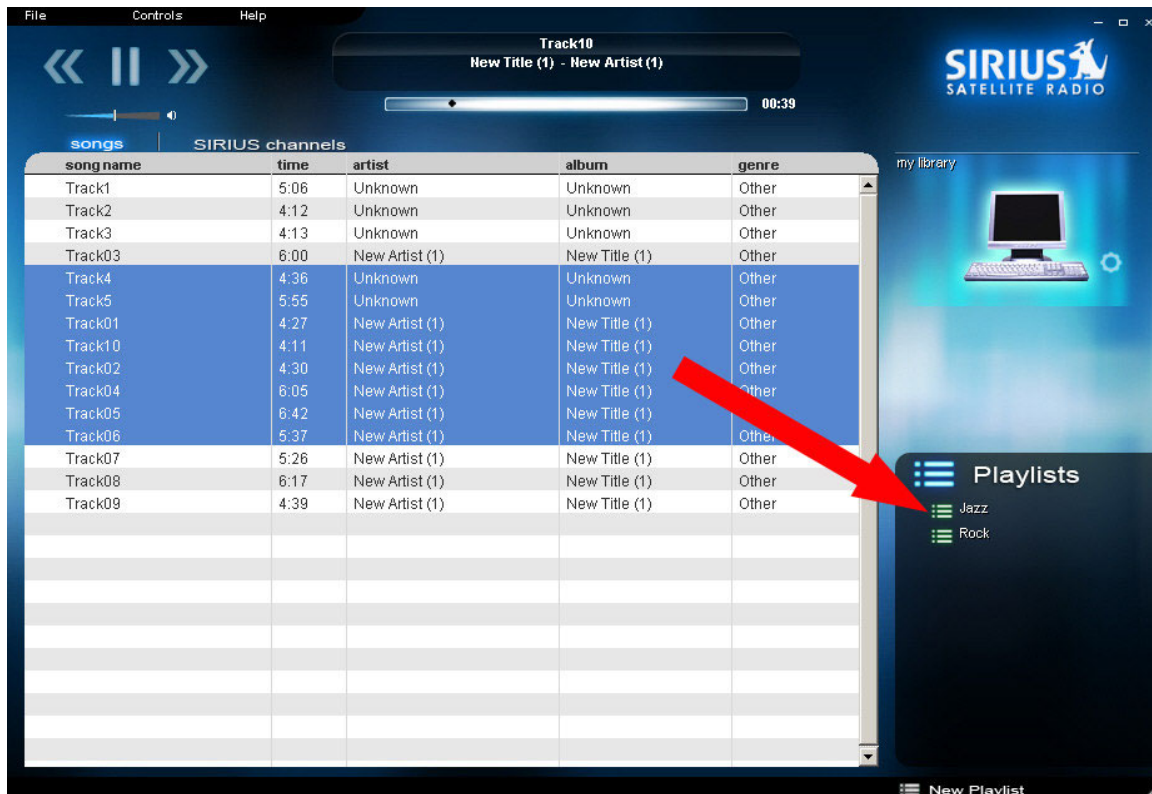 File Controls Help
Track10
New Title (1) - New Artist (1)
00:39
SIRIUS
SATELLITE RADIO
songs SIRIUS channels
song name time artist album genre
Track1 5:06 Unknown Unknown Other
Track2 4:12 Unknown Unknown Other
Track3 4:13 Unknown Unknown Other
Track03 6:00 New Artist (1) New Title (1) Other
Track4 4:36 Unknown Unknown Other
Track5 5:55 Unknown Unknown Other
Track01 4:27 New Artist (1) New Title (1) Other
Track10 4:11 New Artist (1) New Title (1) Other
Track02 4:30 New Artist (1) New Title (1) Other
Track04 6:05 New Artist (1) New Title (1) Other
Track05 6:42 New Artist (1) New Title (1)
Track06 5:37 New Artist (1) New Title (1) Other
Track07 5:26 New Artist (1) New Title (1) Other
Track08 6:17 New Artist (1) New Title (1) Other
Track09 4:39 New Artist (1) New Title (1) Other
my library
Playlists
Jazz
Rock
New Playlist